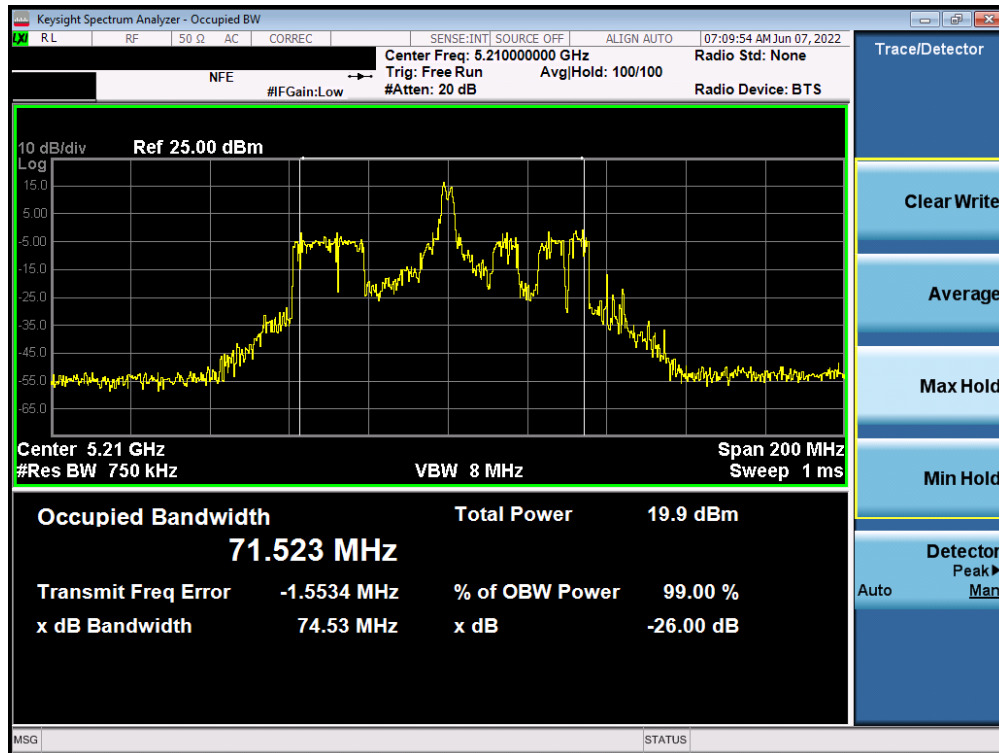 Keysight Spectrum Analyzer - Occupied BW
LXI RL RF 50 Ω AC CORREC SENSE:INT SOURCE OFF ALIGN AUTO 07:09:54 AM Jun 07, 2022
Center Freq: 5.210000000 GHz Radio Std: None
NFE Trig: Free Run Avg|Hold: 100/100
#IFGain:Low #Atten: 20 dB Radio Device: BTS
10 dB/div Ref 25.00 dBm
Log
15.0
5.00
-5.00
-15.0
-25.0
-35.0
-45.0
-55.0
-65.0
Center 5.21 GHz Span 200 MHz
#Res BW 750 kHz VBW 8 MHz Sweep 1 ms
Occupied Bandwidth Total Power 19.9 dBm
71.523 MHz
Transmit Freq Error -1.5534 MHz % of OBW Power 99.00 %
x dB Bandwidth 74.53 MHz x dB -26.00 dB
MSG STATUS
Trace/Detector
Clear Write
Average
Max Hold
Min Hold
Detector
Peak▶
Auto Man